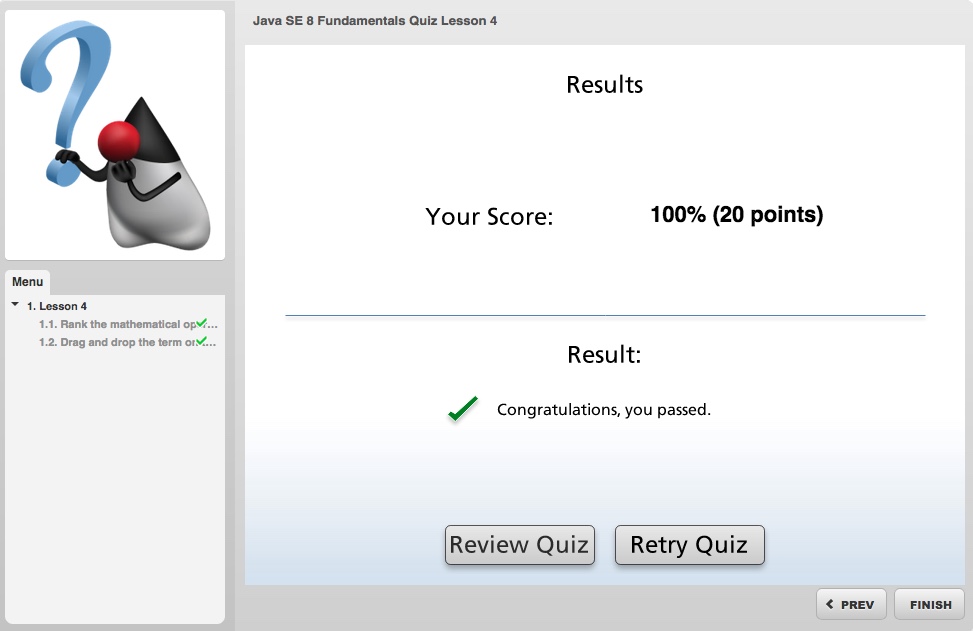 Java SE 8 Fundamentals Quiz Lesson 4
Results
Your Score: 100% (20 points)
Result:
Congratulations, you passed.
Review Quiz Retry Quiz
Menu
1. Lesson 4
1.1. Rank the mathematical op...
1.2. Drag and drop the term or...
PREV FINISH